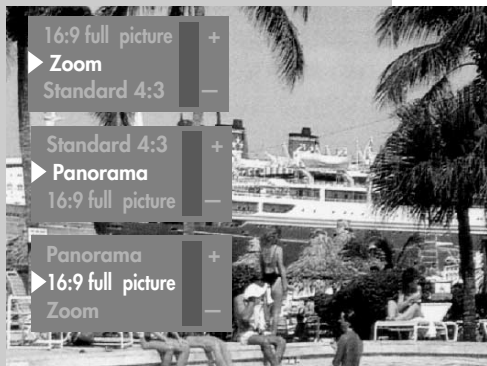 16:9 full picture +
Zoom
Standard 4:3 –
Standard 4:3 +
Panorama
16:9 full picture –
Panorama +
16:9 full picture
Zoom –